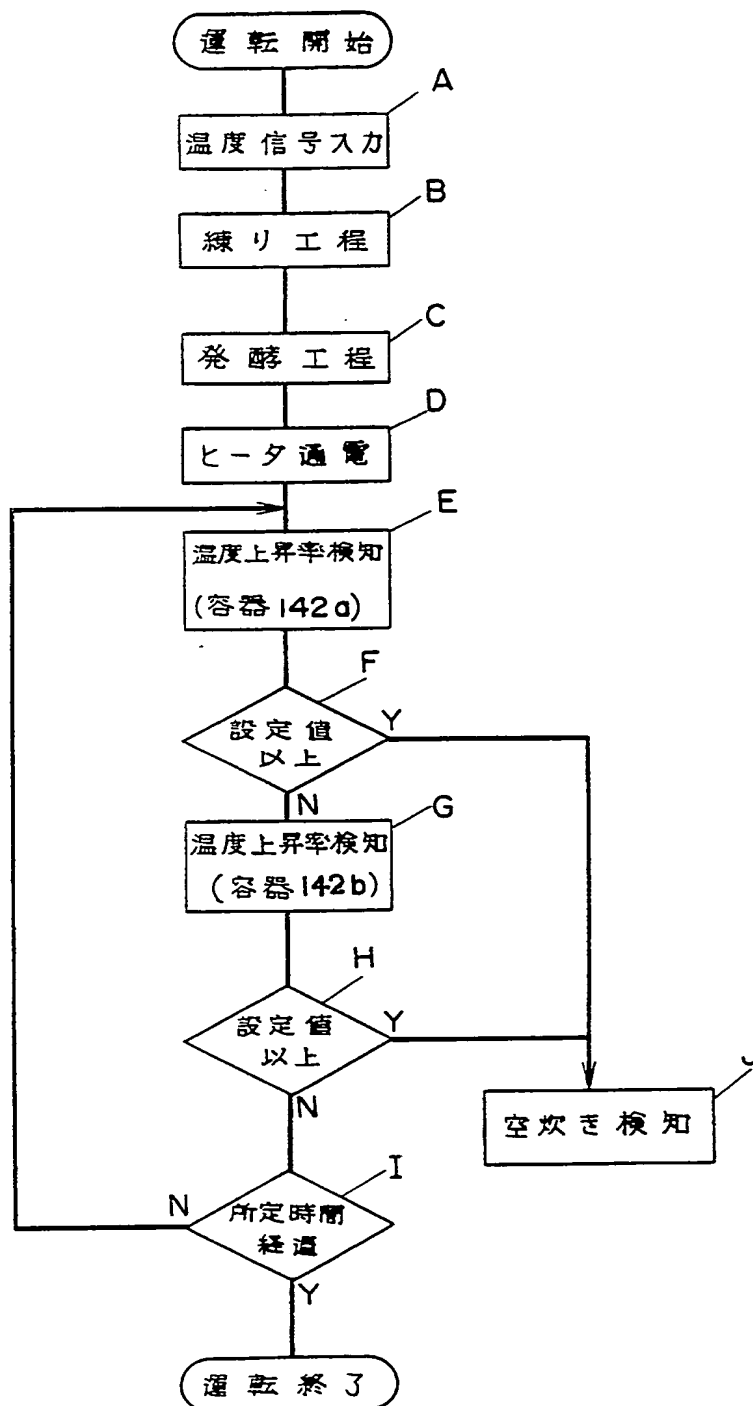 運転開始
A
温度信号入力
B
練り工程
C
発酵工程
D
ヒータ通電
E
温度上昇率検知
(容器142a)
F
設定値
以上
Y
N
G
温度上昇率検知
(容器142b)
H
設定値
以上
Y
N
J
空炊き検知
I
所定時間
経過
N
Y
運転終了